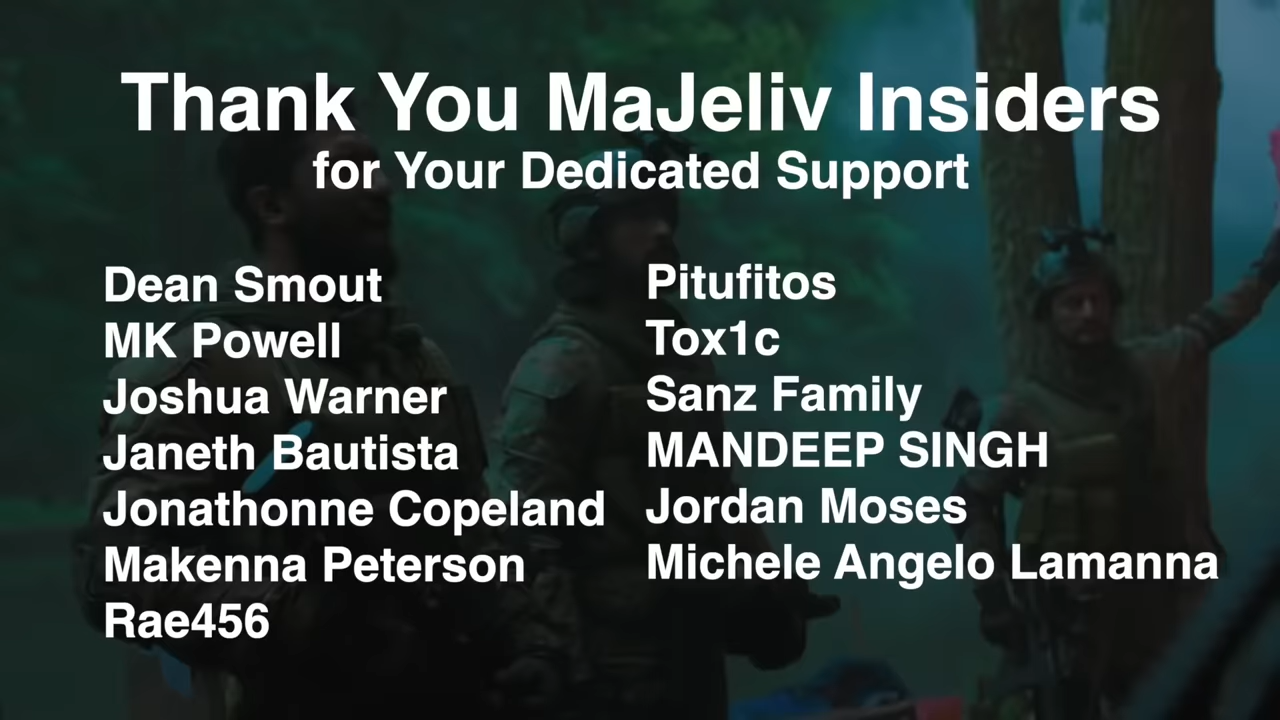 Thank You MaJeliv Insiders
for Your Dedicated Support
Dean Smout
MK Powell
Joshua Warner
Janeth Bautista
Jonathonne Copeland
Makenna Peterson
Rae456
Pitufitos
Tox1c
Sanz Family
MANDEEP SINGH
Jordan Moses
Michele Angelo Lamanna